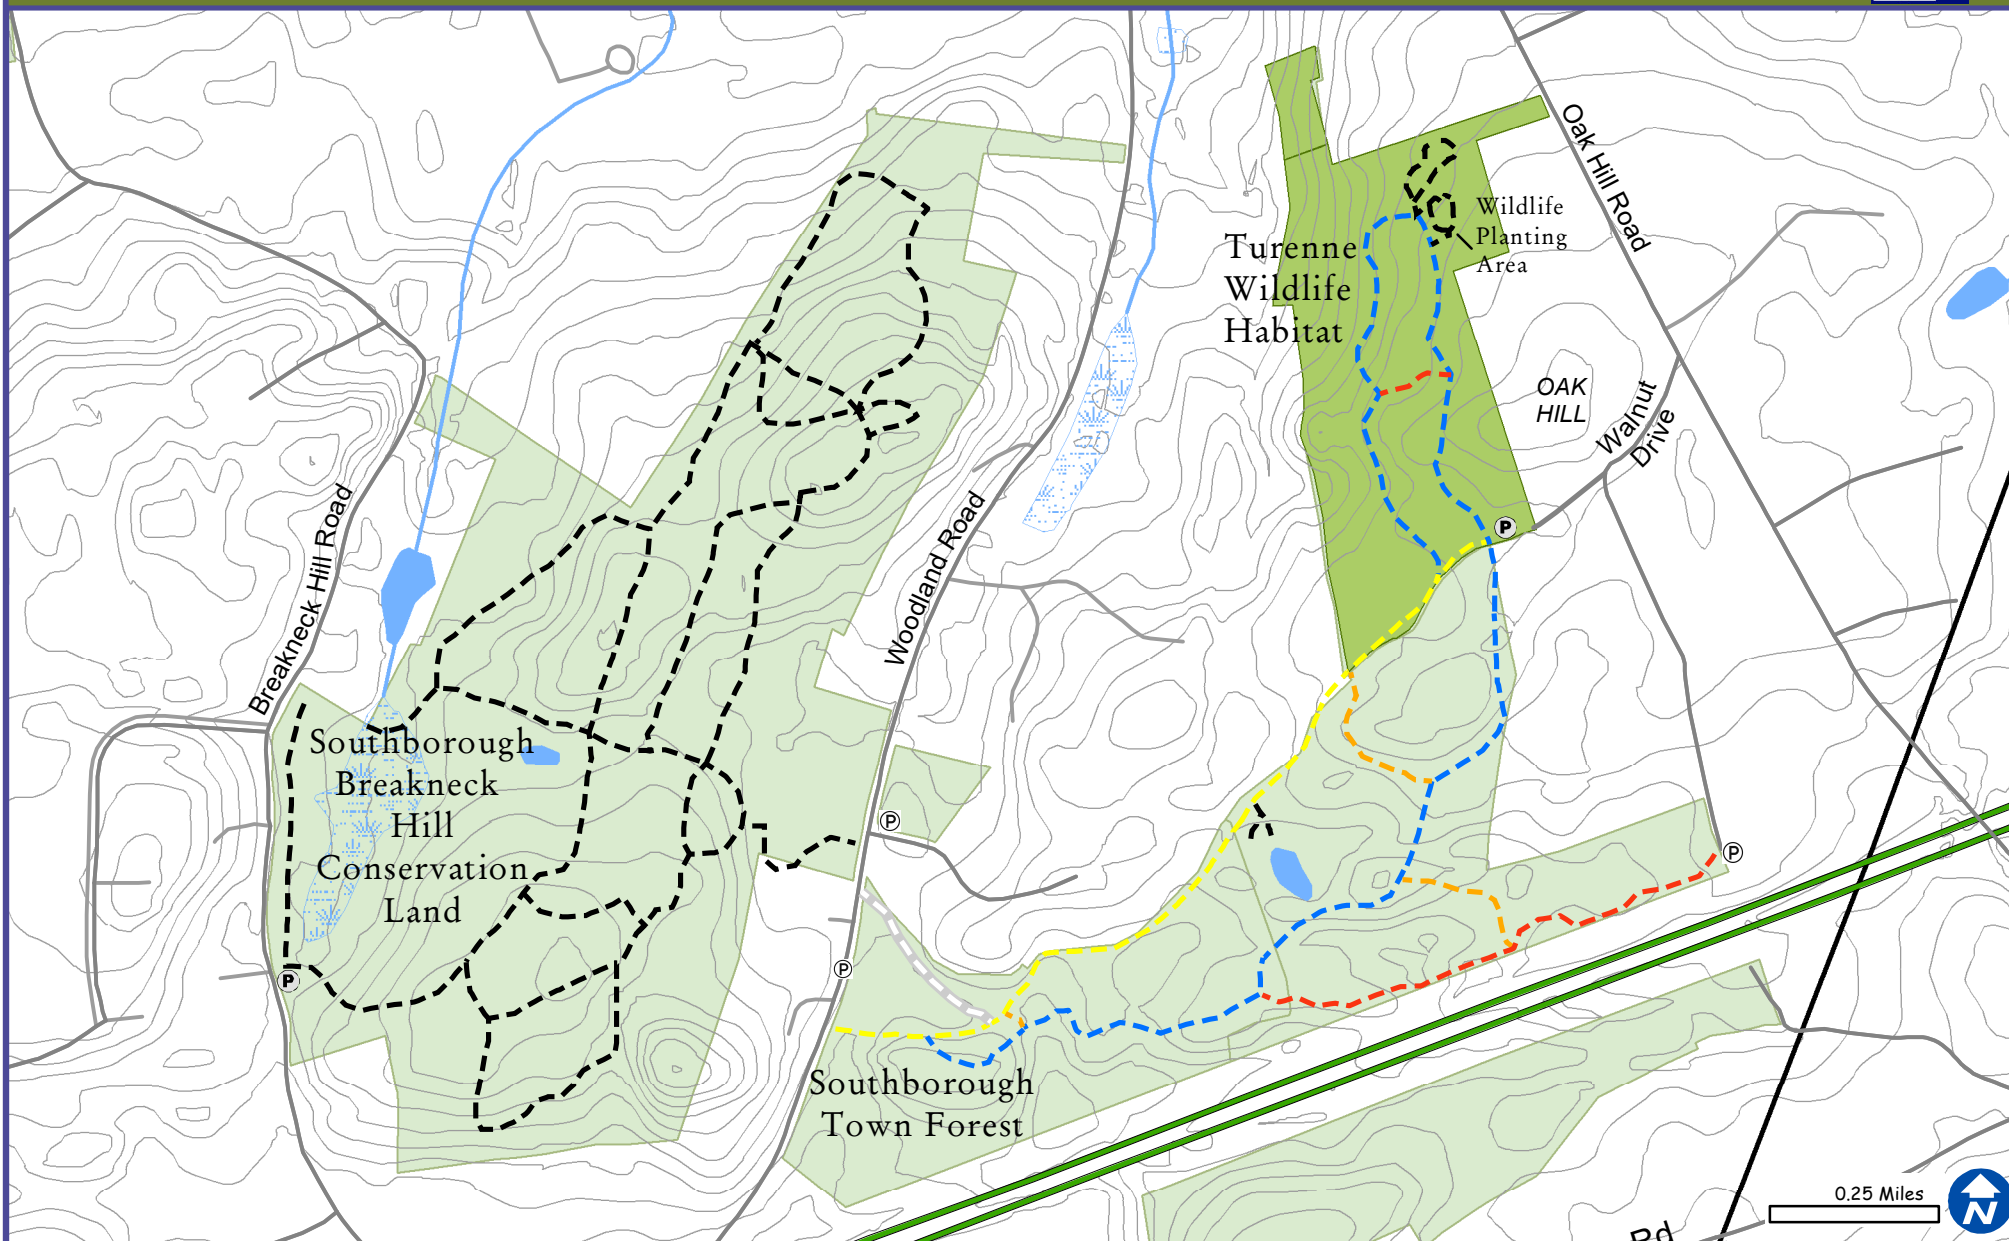 Oak Hill Road
Wildlife
Planting
Area
Turenne
Wildlife
Habitat
OAK
HILL
Walnut
Drive
P
Breakneck Hill Road
Woodland Road
Southborough
Breakneck
Hill
Conservation
Land
P
P
P
P
Southborough
Town Forest
0.25 Miles
N
Rd